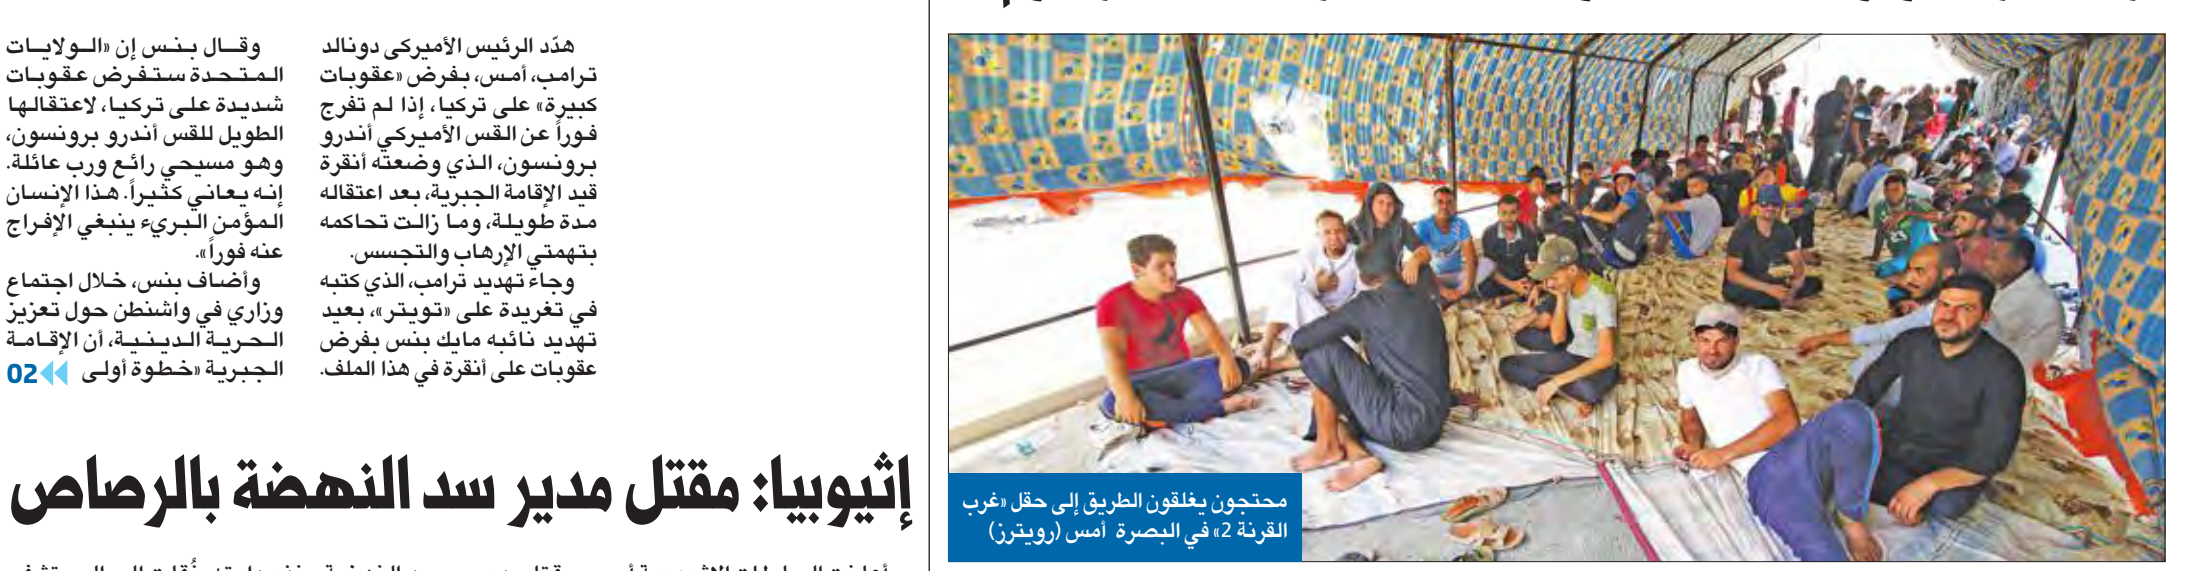 محتجون يغلقون الطريق إلى حقل «غرب
القرنة 2» في البصرة أمس (رويترز)
هدّد الرئيس الأميركي دونالد
ترامب، أمس، بفرض «عقوبات
كبيرة» على تركيا، إذا لم تفرج
فوراً عن القس الأميركي أندرو
برونسون، الذي وضعته أنقرة
قيد الإقامة الجبرية، بعد اعتقاله
مدة طويلة، وما زالت تحاكمه
بتهمتي الإرهاب والتجسس.
وجاء تهديد ترامب، الذي كتبه
في تغريدة على «تويتر»، بعيد
تهديد نائبه مايك بنس بفرض
عقوبات على أنقرة في هذا الملف.
وقال بنس إن «الولايات
المتحدة ستفرض عقوبات
شديدة على تركيا، لاعتقالها
الطويل للقس أندرو برونسون،
وهو مسيحي رائع ورب عائلة.
إنه يعاني كثيراً. هذا الإنسان
المؤمن البريء ينبغي الإفراج
عنه فوراً».
وأضاف بنس، خلال اجتماع
وزاري في واشنطن حول تعزيز
الحرية الدينية، أن الإقامة
الجبرية «خطوة أولى 02
إثيوبيا: مقتل مدير سد النهضة بالرصاص